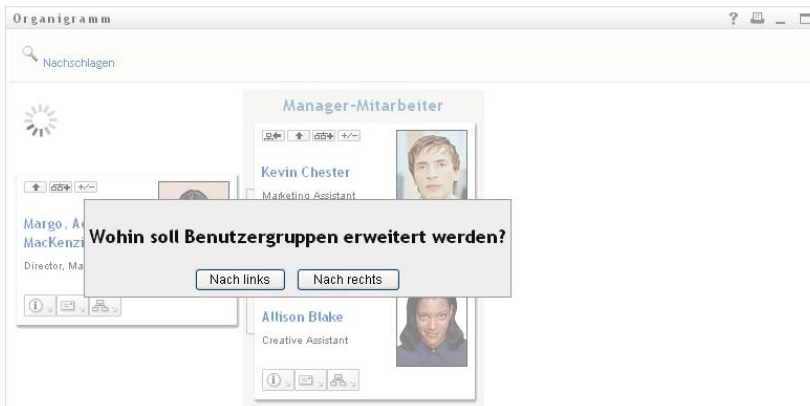 Organigramm
Nachschlagen
Manager-Mitarbeiter
Kevin Chester
Marketing Assistant
Margo,
MacKenzi
Director, Ma
Wohin soll Benutzergruppen erweitert werden?
Nach links
Nach rechts
Allison Blake
Creative Assistant